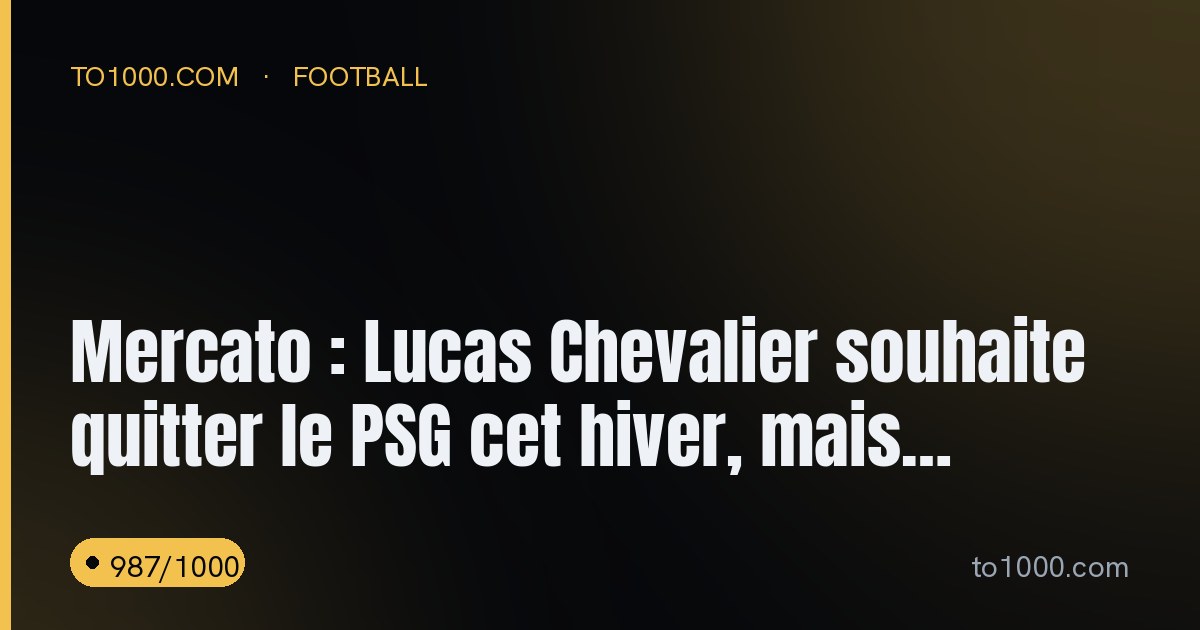 TO1000.COM · FOOTBALL
Mercato : Lucas Chevalier souhaite
quitter le PSG cet hiver, mais...
987/1000
to1000.com